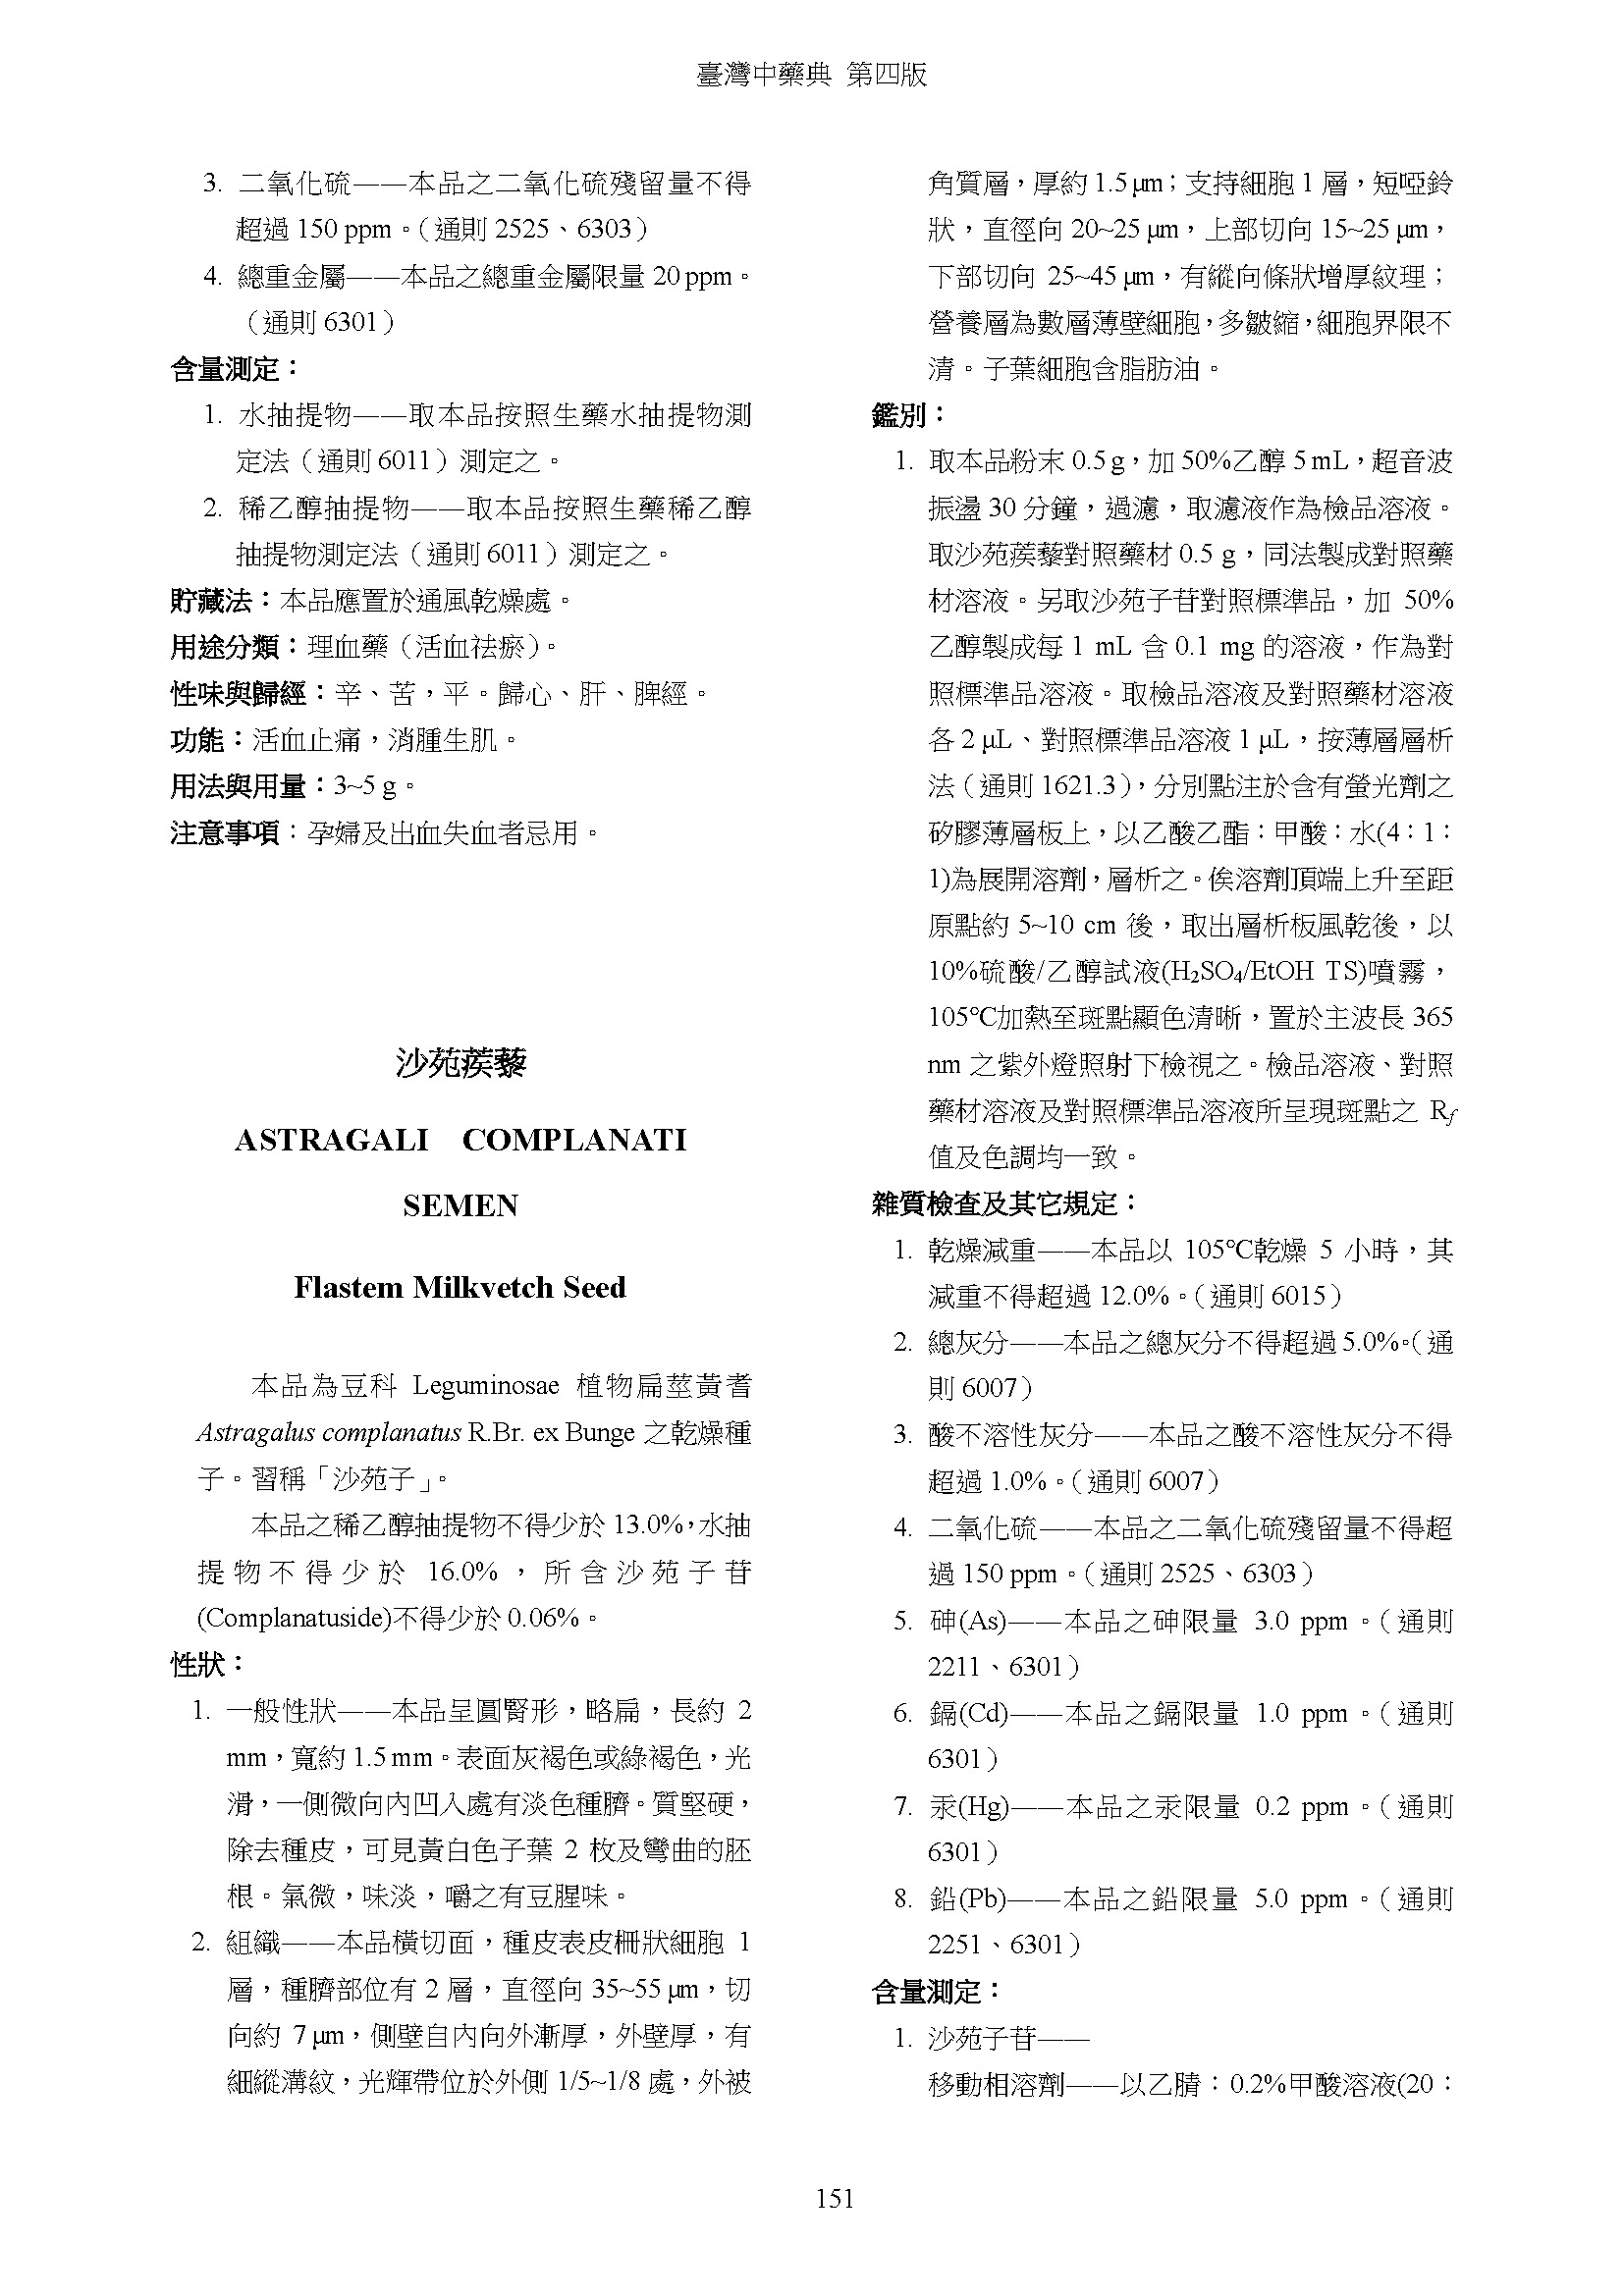 臺灣中藥典 第四版
3. 二氧化硫——本品之二氧化硫殘留量不得
超過 150 ppm。（通則 2525、6303）
4. 總重金屬——本品之總重金屬限量 20 ppm。
（通則 6301）
含量測定：
1. 水抽提物——取本品按照生藥水抽提物測
定法（通則 6011）測定之。
2. 稀乙醇抽提物——取本品按照生藥稀乙醇
抽提物測定法（通則 6011）測定之。
貯藏法：本品應置於通風乾燥處。
用途分類：理血藥（活血祛瘀）。
性味與歸經：辛、苦，平。歸心、肝、脾經。
功能：活血止痛，消腫生肌。
用法與用量：3~5 g。
注意事項：孕婦及出血失血者忌用。
沙苑蒺藜
ASTRAGALI COMPLANATI
SEMEN
Flastem Milkvetch Seed
本品為豆科 Leguminosae 植物扁莖黃耆
Astragalus complanatus R.Br. ex Bunge 之乾燥種
子。習稱「沙苑子」。
本品之稀乙醇抽提物不得少於 13.0%，水抽
提物不得少於 16.0%，所含沙苑子苷
(Complanatuside)不得少於 0.06%。
性狀：
1. 一般性狀——本品呈圓腎形，略扁，長約 2
mm，寬約 1.5 mm。表面灰褐色或綠褐色，光
滑，一側微向內凹入處有淡色種臍。質堅硬，
除去種皮，可見黃白色子葉 2 枚及彎曲的胚
根。氣微，味淡，嚼之有豆腥味。
2. 組織——本品橫切面，種皮表皮柵狀細胞 1
層，種臍部位有 2 層，直徑向 35~55 μm，切
向約 7 μm，側壁自內向外漸厚，外壁厚，有
細縱溝紋，光輝帶位於外側 1/5~1/8 處，外被
角質層，厚約 1.5 μm；支持細胞 1 層，短啞鈴
狀，直徑向 20~25 μm，上部切向 15~25 μm，
下部切向 25~45 μm，有縱向條狀增厚紋理；
營養層為數層薄壁細胞，多皺縮，細胞界限不
清。子葉細胞含脂肪油。
鑑別：
1. 取本品粉末 0.5 g，加 50%乙醇 5 mL，超音波
振盪 30 分鐘，過濾，取濾液作為檢品溶液。
取沙苑蒺藜對照藥材 0.5 g，同法製成對照藥
材溶液。另取沙苑子苷對照標準品，加 50%
乙醇製成每 1 mL 含 0.1 mg 的溶液，作為對
照標準品溶液。取檢品溶液及對照藥材溶液
各 2 μL、對照標準品溶液 1 μL，按薄層層析
法（通則 1621.3），分別點注於含有螢光劑之
矽膠薄層板上，以乙酸乙酯：甲酸：水(4：1：
1)為展開溶劑，層析之。俟溶劑頂端上升至距
原點約 5~10 cm 後，取出層析板風乾後，以
10%硫酸/乙醇試液(H₂SO₄/EtOH TS)噴霧，
105℃加熱至斑點顯色清晰，置於主波長 365
nm 之紫外燈照射下檢視之。檢品溶液、對照
藥材溶液及對照標準品溶液所呈現斑點之 Rf
值及色調均一致。
雜質檢查及其它規定：
1. 乾燥減重——本品以 105℃乾燥 5 小時，其
減重不得超過 12.0%。（通則 6015）
2. 總灰分——本品之總灰分不得超過 5.0%。（通
則 6007）
3. 酸不溶性灰分——本品之酸不溶性灰分不得
超過 1.0%。（通則 6007）
4. 二氧化硫——本品之二氧化硫殘留量不得超
過 150 ppm。（通則 2525、6303）
5. 砷(As)——本品之砷限量 3.0 ppm。（通則
2211、6301）
6. 鎘(Cd)——本品之鎘限量 1.0 ppm。（通則
6301）
7. 汞(Hg)——本品之汞限量 0.2 ppm。（通則
6301）
8. 鉛(Pb)——本品之鉛限量 5.0 ppm。（通則
2251、6301）
含量測定：
1. 沙苑子苷——
移動相溶劑——以乙腈：0.2%甲酸溶液(20：
151